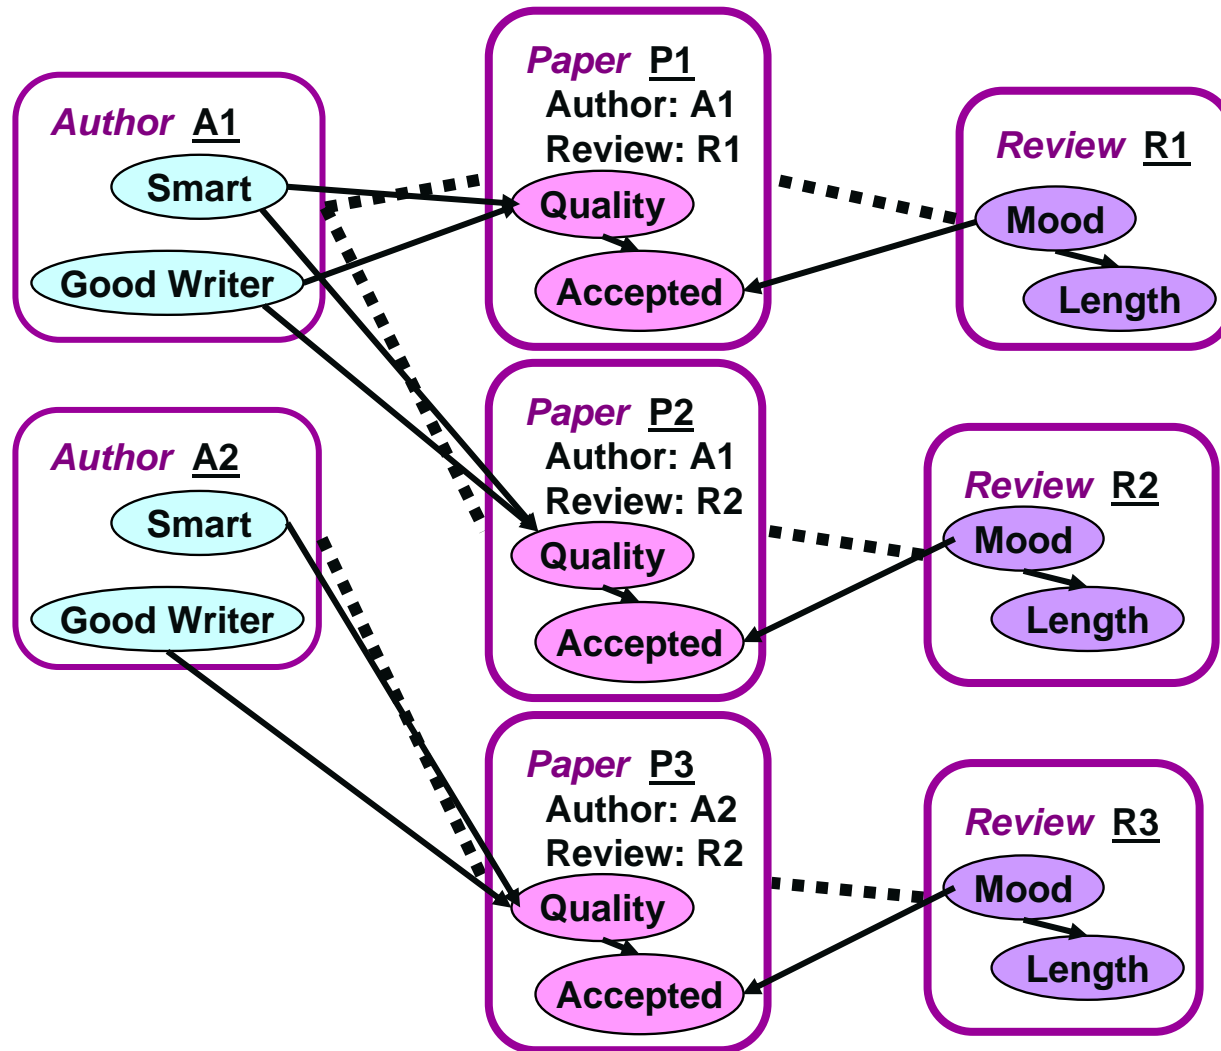 Author A1
Smart
Good Writer
Author A2
Smart
Good Writer
Paper P1
Author: A1
Review: R1
Quality
Accepted
Paper P2
Author: A1
Review: R2
Quality
Accepted
Paper P3
Author: A2
Review: R2
Quality
Accepted
Review R1
Mood
Length
Review R2
Mood
Length
Review R3
Mood
Length